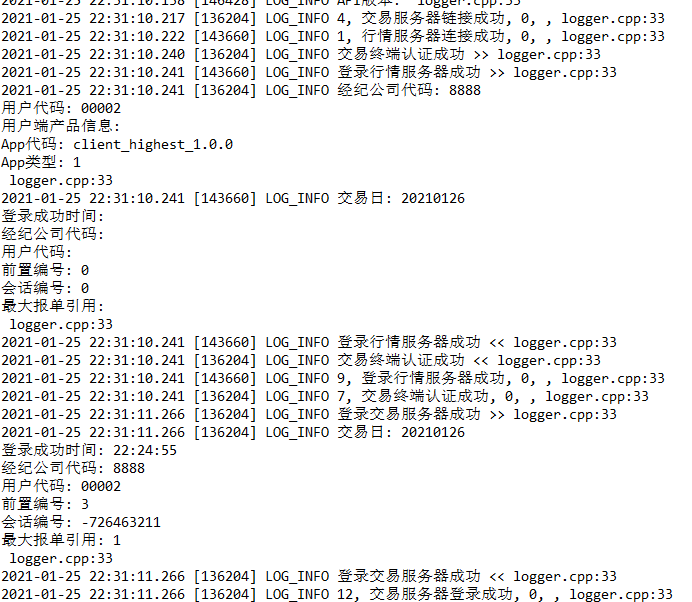 2021-01-25 22:31:10.158 [146428] LOG_INFO API版本: logger.cpp:33
2021-01-25 22:31:10.217 [136204] LOG_INFO 4, 交易服务器链接成功, 0, , logger.cpp:33
2021-01-25 22:31:10.222 [143660] LOG_INFO 1, 行情服务器连接成功, 0, , logger.cpp:33
2021-01-25 22:31:10.240 [136204] LOG_INFO 交易终端认证成功 >> logger.cpp:33
2021-01-25 22:31:10.241 [143660] LOG_INFO 登录行情服务器成功 >> logger.cpp:33
2021-01-25 22:31:10.241 [136204] LOG_INFO 经纪公司代码: 8888
用户代码: 00002
用户端产品信息:
App代码: client_highest_1.0.0
App类型: 1
logger.cpp:33
2021-01-25 22:31:10.241 [143660] LOG_INFO 交易日: 20210126
登录成功时间:
经纪公司代码:
用户代码:
前置编号: 0
会话编号: 0
最大报单引用:
logger.cpp:33
2021-01-25 22:31:10.241 [143660] LOG_INFO 登录行情服务器成功 << logger.cpp:33
2021-01-25 22:31:10.241 [136204] LOG_INFO 交易终端认证成功 << logger.cpp:33
2021-01-25 22:31:10.241 [143660] LOG_INFO 9, 登录行情服务器成功, 0, , logger.cpp:33
2021-01-25 22:31:10.241 [136204] LOG_INFO 7, 交易终端认证成功, 0, , logger.cpp:33
2021-01-25 22:31:11.266 [136204] LOG_INFO 登录交易服务器成功 >> logger.cpp:33
2021-01-25 22:31:11.266 [136204] LOG_INFO 交易日: 20210126
登录成功时间: 22:24:55
经纪公司代码: 8888
用户代码: 00002
前置编号: 3
会话编号: -726463211
最大报单引用: 1
logger.cpp:33
2021-01-25 22:31:11.266 [136204] LOG_INFO 登录交易服务器成功 << logger.cpp:33
2021-01-25 22:31:11.266 [136204] LOG_INFO 12, 交易服务器登录成功, 0, , logger.cpp:33